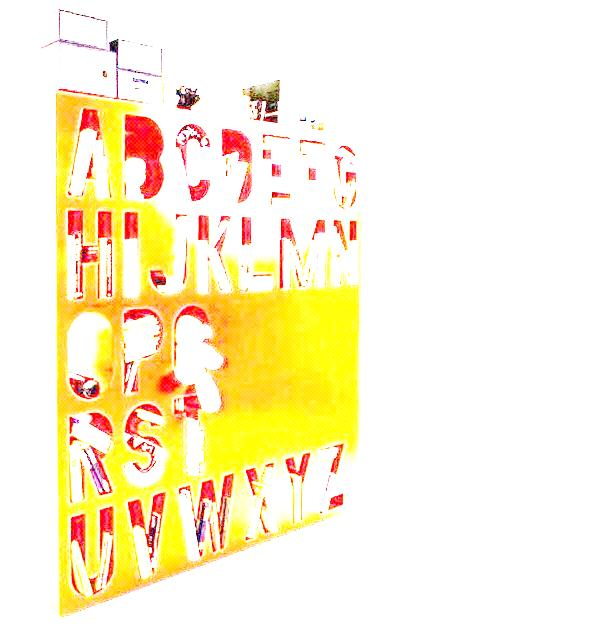 ABCDEFG
HIJKLMN
OPQ
RST
UVWXYZ